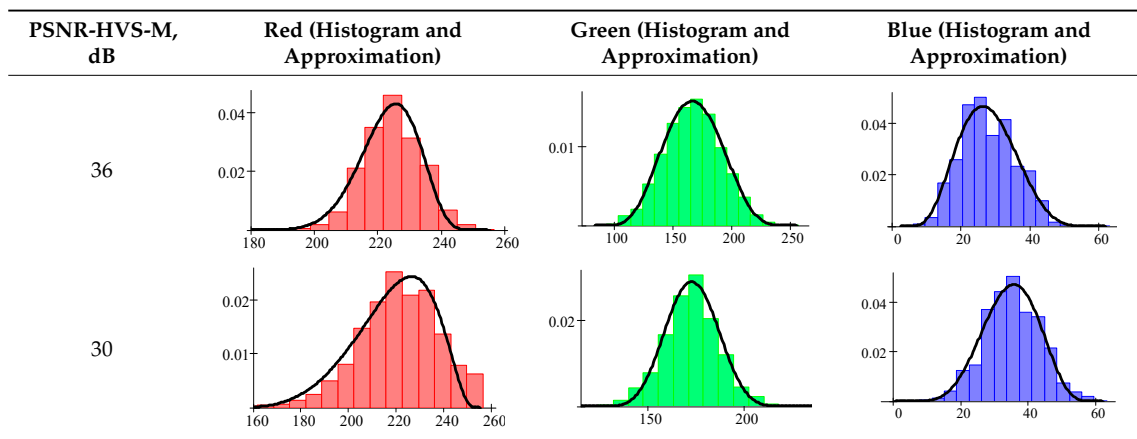 PSNR-HVS-M, dB
Red (Histogram and Approximation)
Green (Histogram and Approximation)
Blue (Histogram and Approximation)
36
0.04
0.02
180 200 220 240 260
0.01
100 150 200 250
0.04
0.02
0 20 40 60
30
0.02
0.01
160 180 200 220 240 260
0.02
150 200
0.04
0.02
0 20 40 60